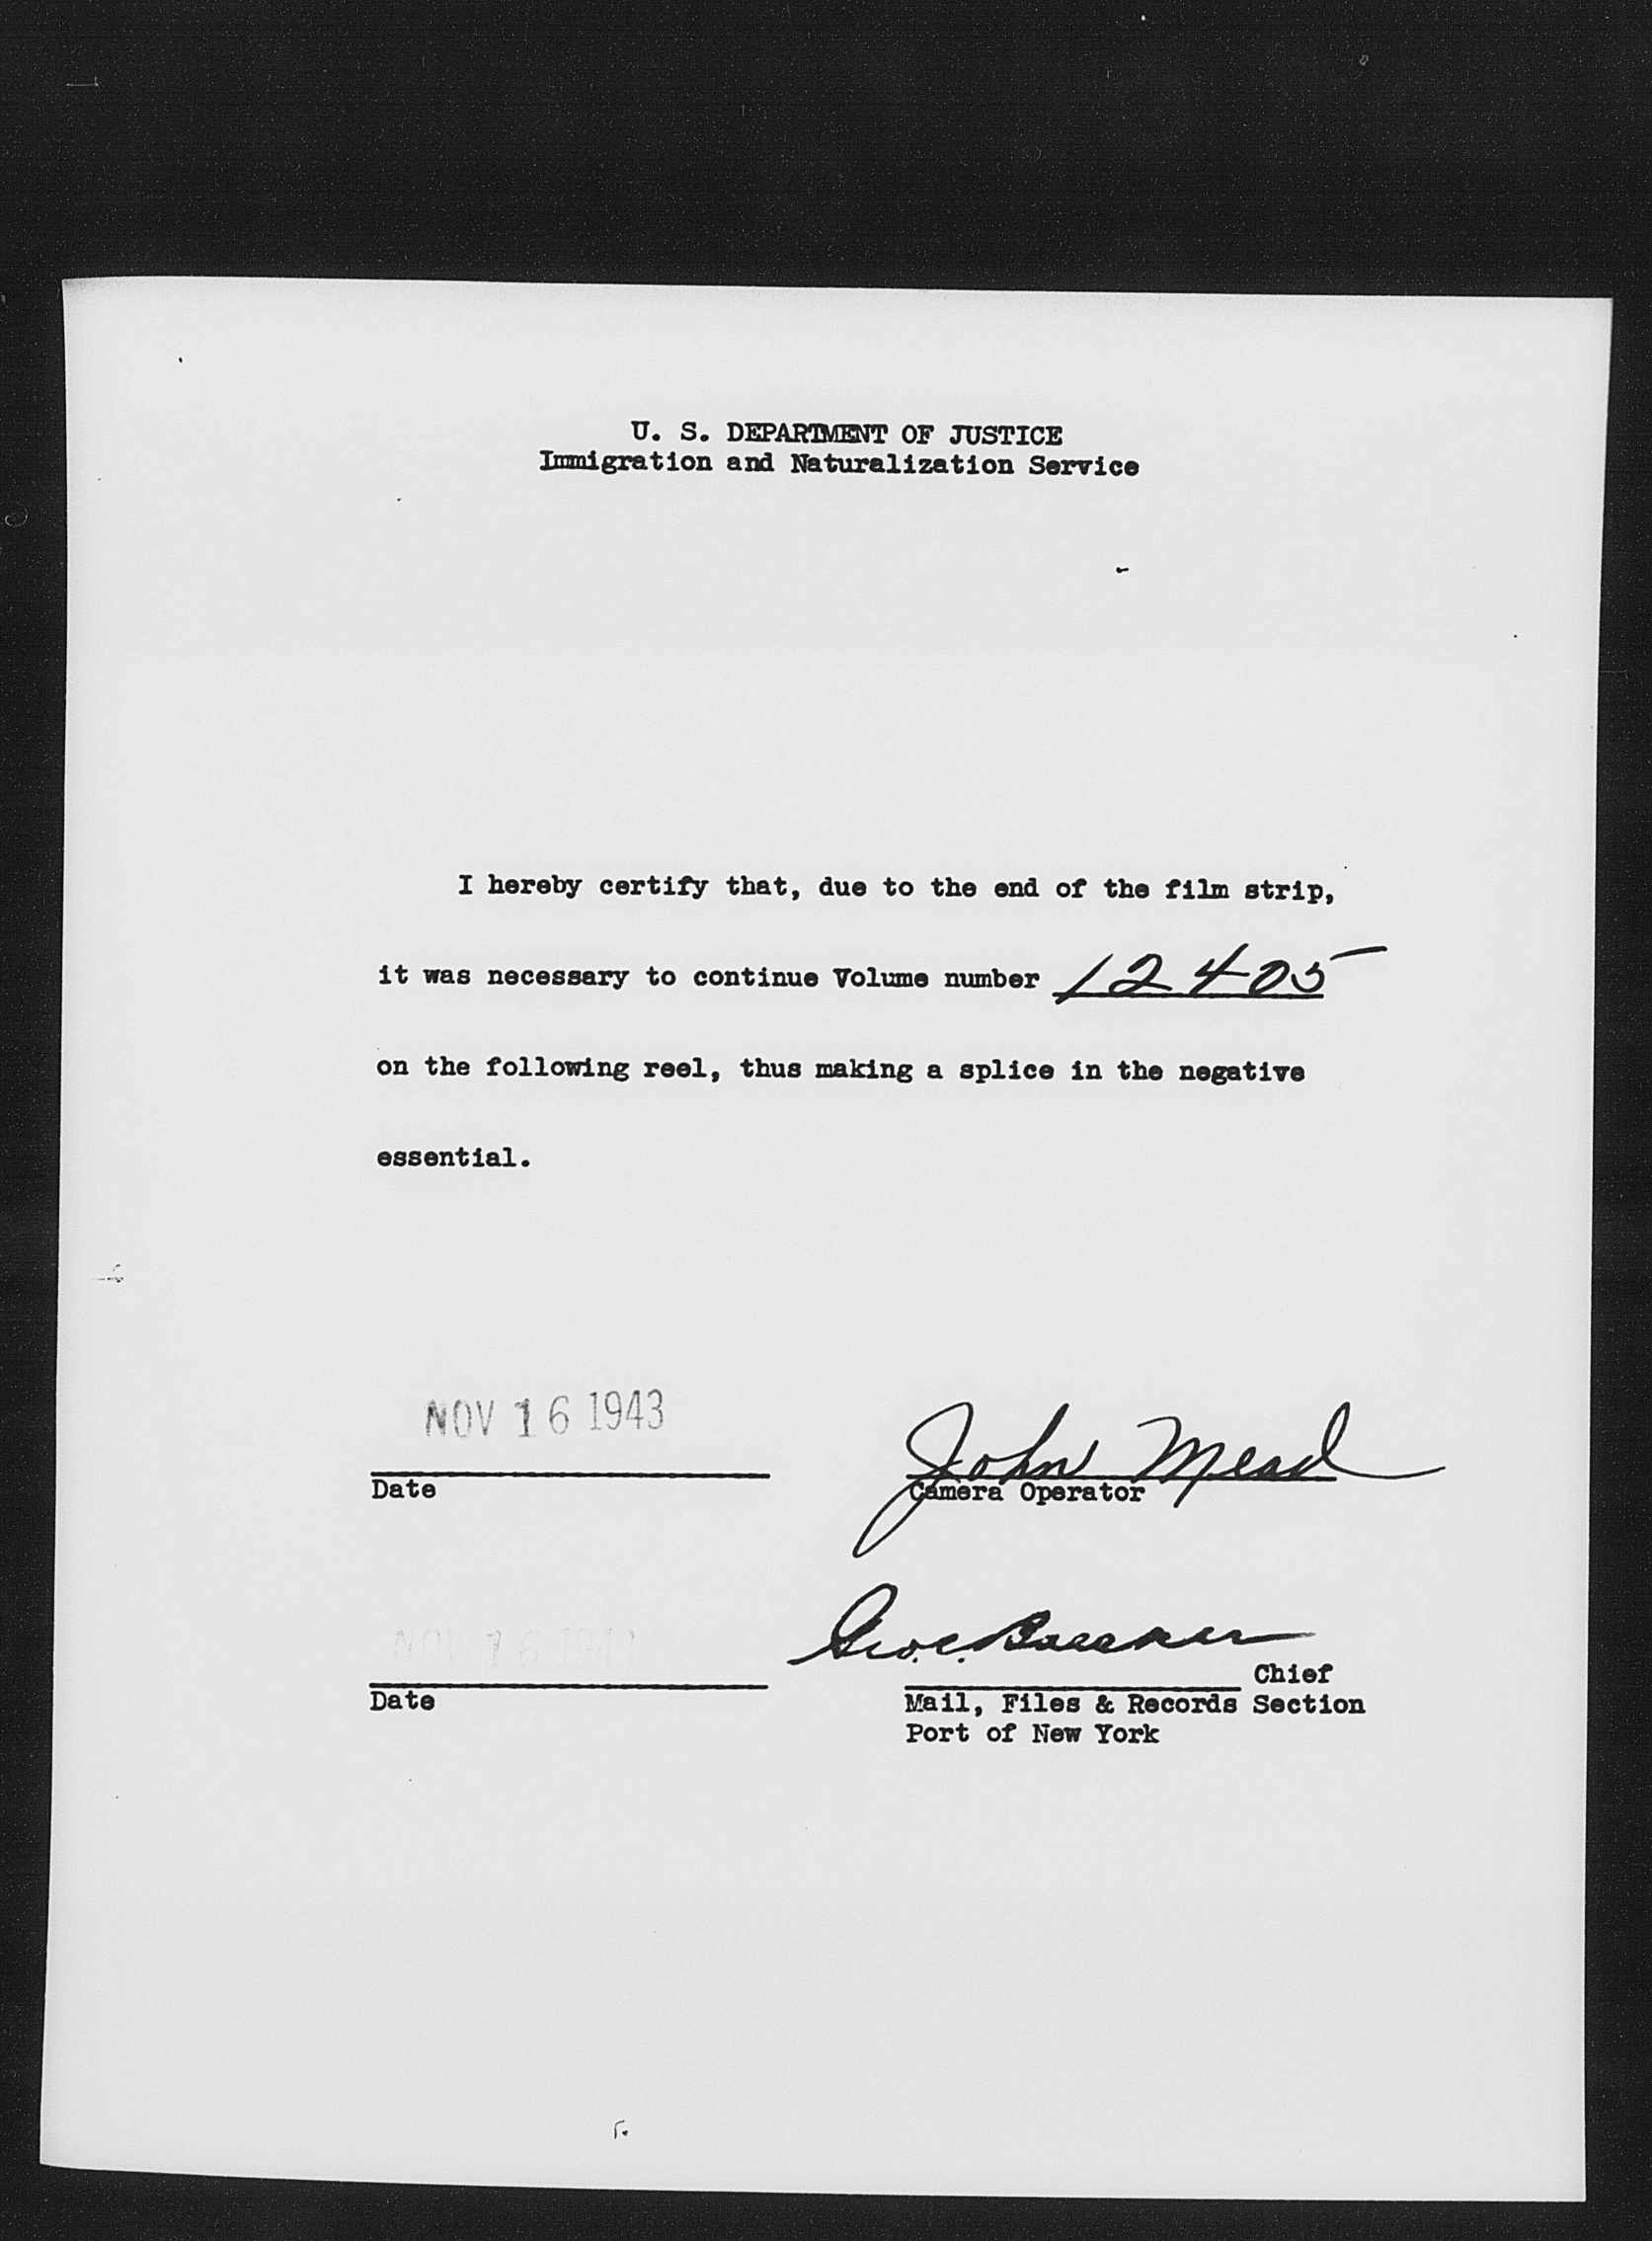 U. S. DEPARTMENT OF JUSTICE
Immigration and Naturalization Service
I hereby certify that, due to the end of the film strip,
it was necessary to continue Volume number 12405
on the following reel, thus making a splice in the negative
essential.
NOV 16 1943
John Mead
Date
Camera Operator
Geo. C.
Chief
Date
Mail, Files & Records Section
Port of New York